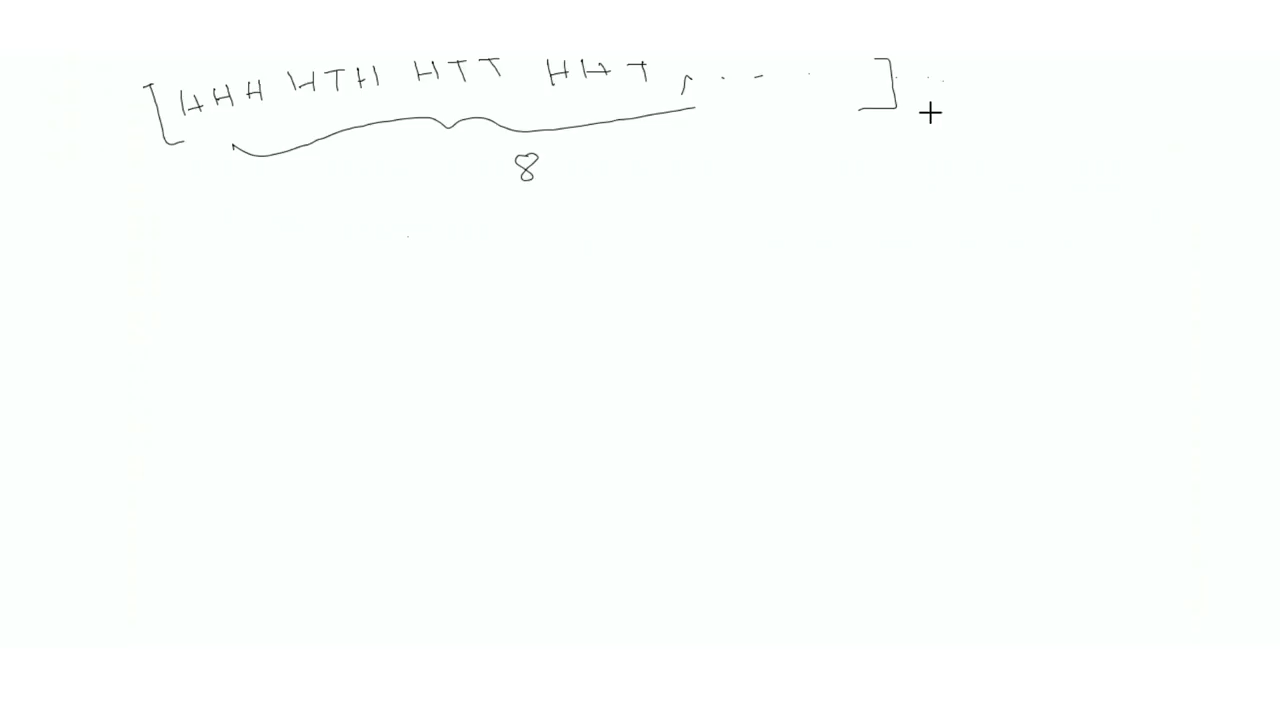 [ HHH HTH HTT HHT , . . - . ]
8